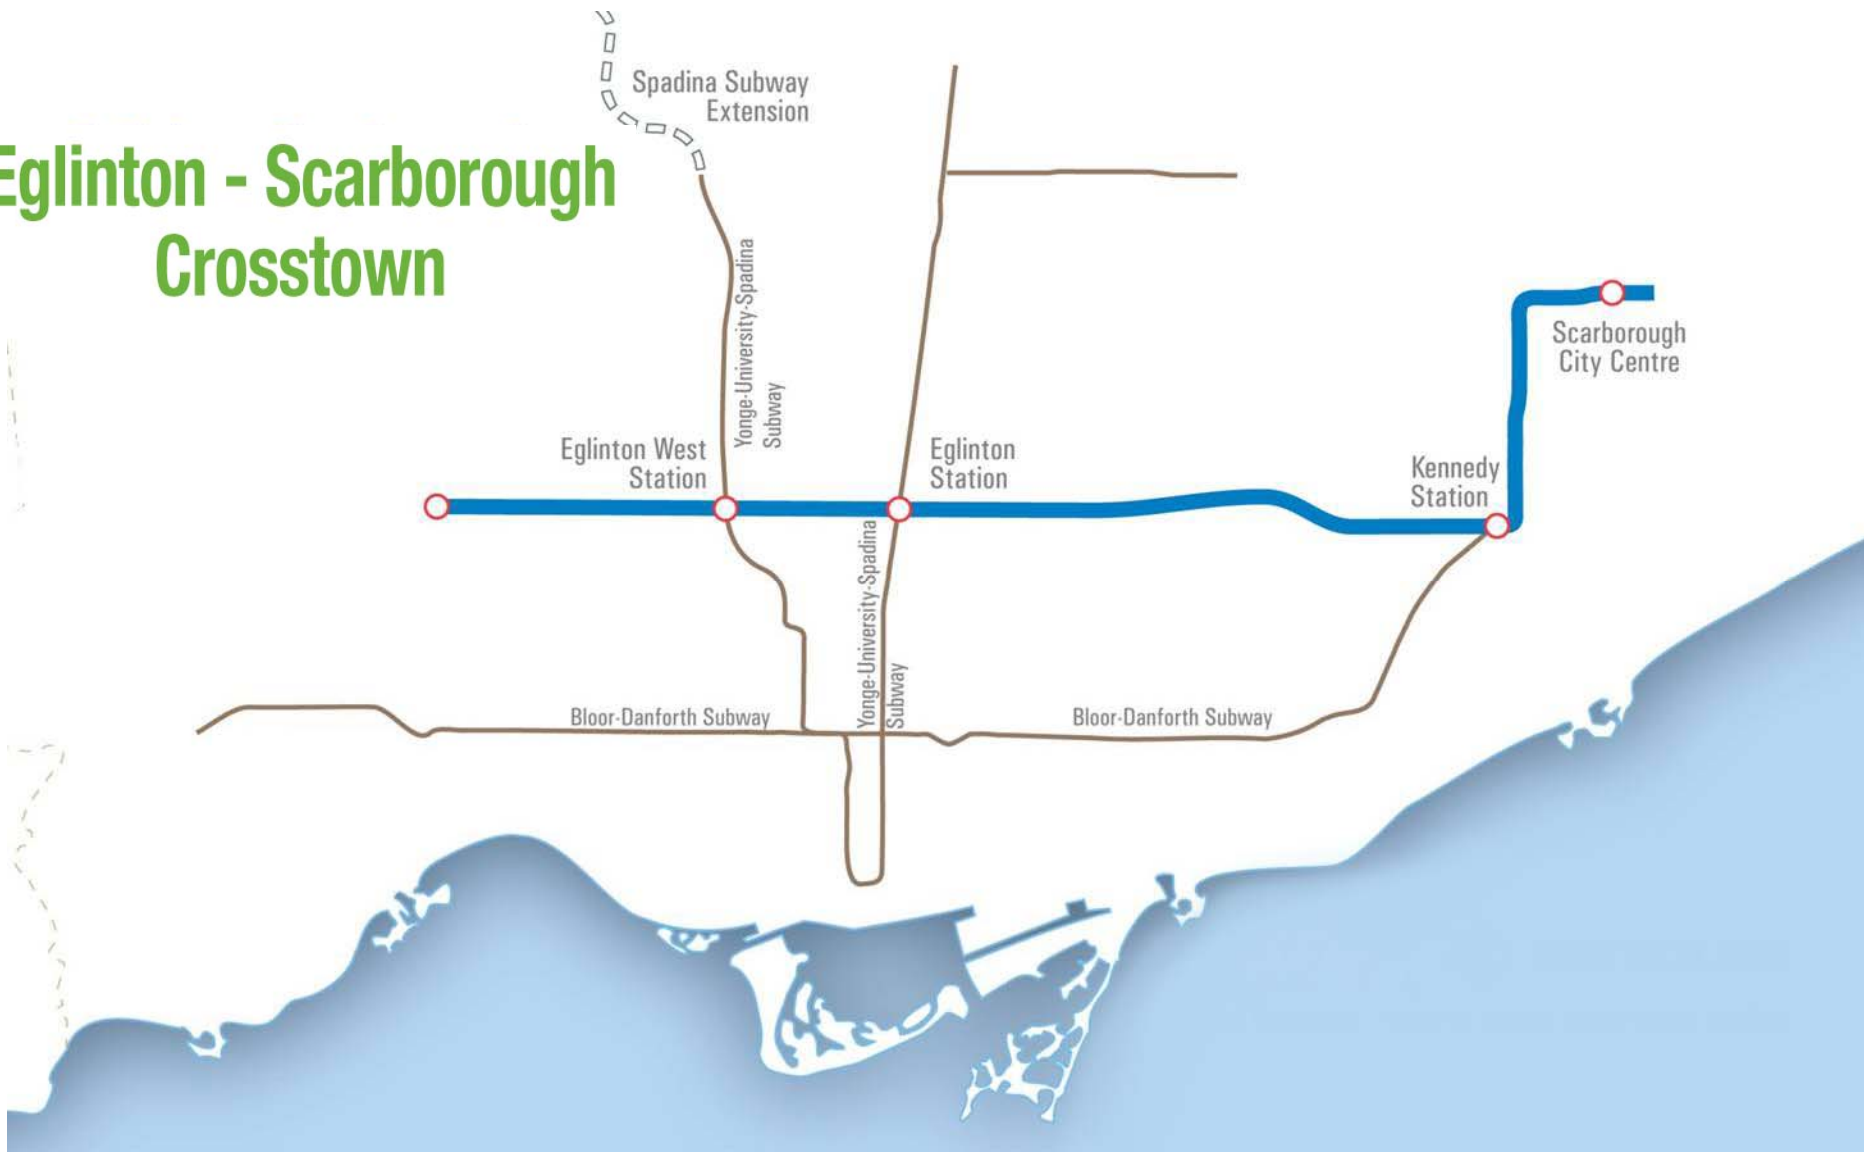 Spadina Subway
Extension
Eglinton - Scarborough
Crosstown
Yonge-University-Spadina
Subway
Scarborough
City Centre
Eglinton West
Station
Eglinton
Station
Kennedy
Station
Yonge-University-Spadina
Subway
Bloor-Danforth Subway
Bloor-Danforth Subway